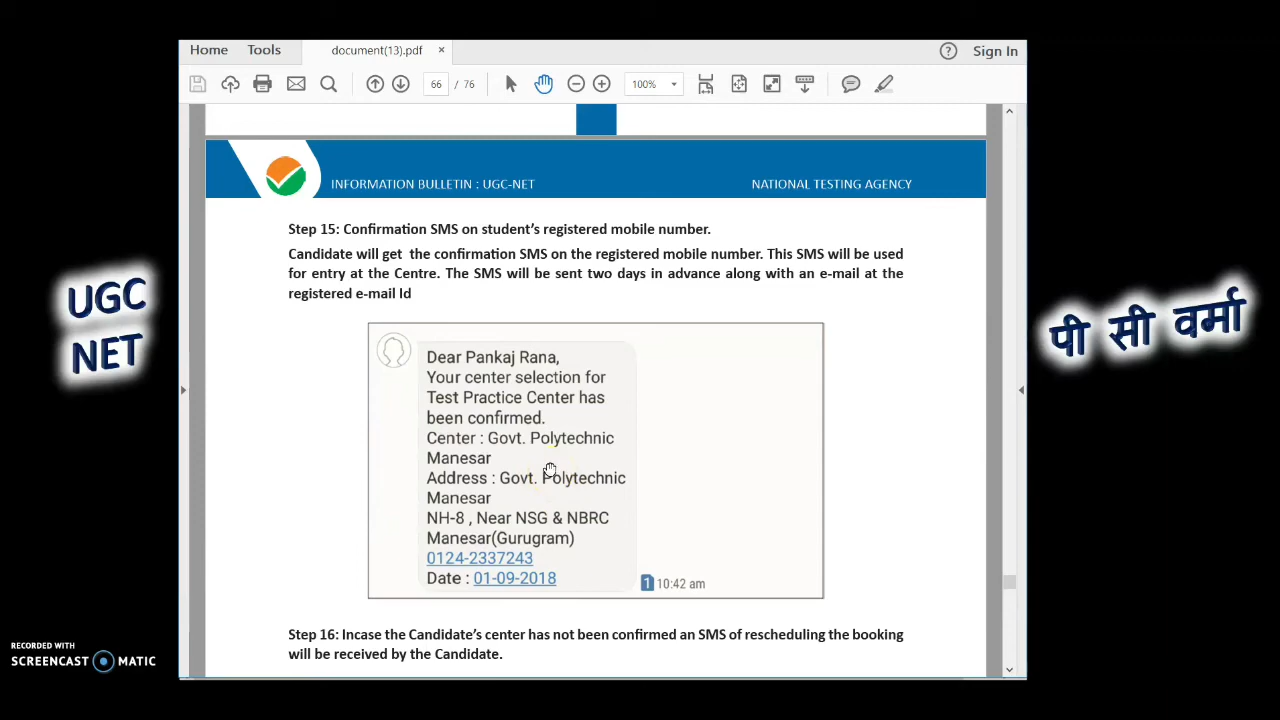 Home Tools document(13).pdf × ? Sign In
66 / 76 100%
INFORMATION BULLETIN : UGC-NET NATIONAL TESTING AGENCY
Step 15: Confirmation SMS on student's registered mobile number.
Candidate will get the confirmation SMS on the registered mobile number. This SMS will be used
for entry at the Centre. The SMS will be sent two days in advance along with an e-mail at the
registered e-mail Id
Dear Pankaj Rana,
Your center selection for
Test Practice Center has
been confirmed.
Center : Govt. Polytechnic
Manesar
Address : Govt. Polytechnic
Manesar
NH-8 , Near NSG & NBRC
Manesar(Gurugram)
0124-2337243
Date : 01-09-2018
1 10:42 am
Step 16: Incase the Candidate's center has not been confirmed an SMS of rescheduling the booking
will be received by the Candidate.
UGC
NET
पी सी वर्मा
RECORDED WITH
SCREENCAST MATIC